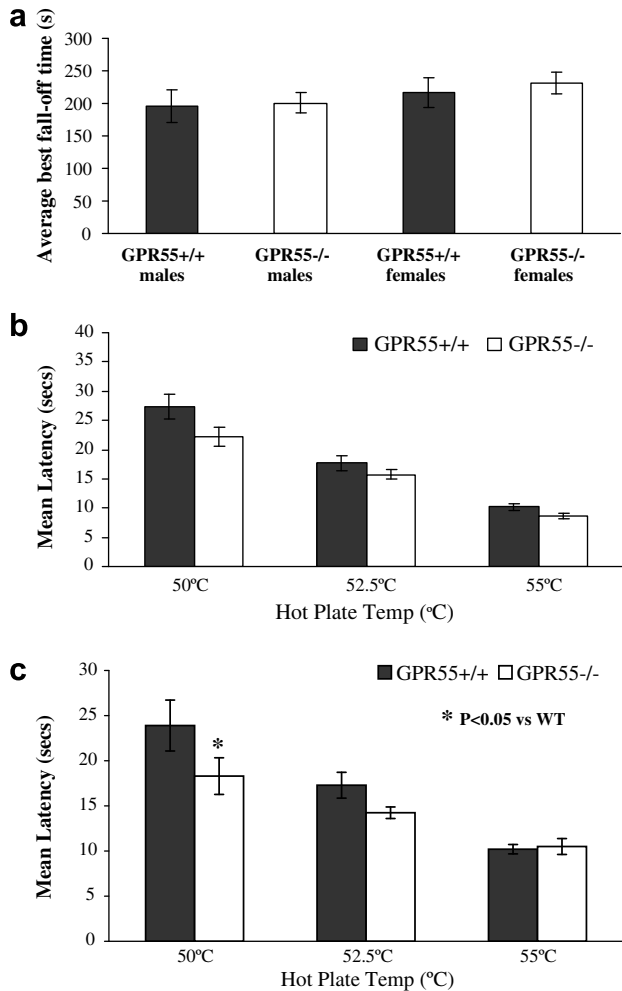 a
Average best fall-off time (s)
300
250
200
150
100
50
0
GPR55+/+ males
GPR55-/- males
GPR55+/+ females
GPR55-/- females
b
Mean Latency (secs)
40
35
30
25
20
15
10
5
0
GPR55+/+
GPR55-/-
50ºC
52.5ºC
55ºC
Hot Plate Temp (ºC)
c
Mean Latency (secs)
30
25
20
15
10
5
0
GPR55+/+
GPR55-/-
* P<0.05 vs WT
*
50ºC
52.5ºC
55ºC
Hot Plate Temp (ºC)